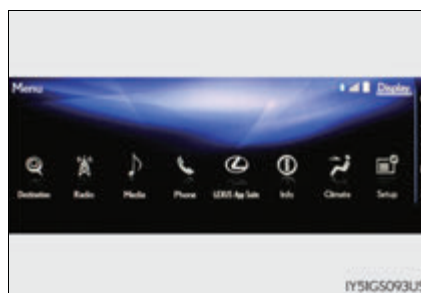 Menu Display
Destination Radio Media Phone LEXUS App Suite Info Climate Setup
IY5IGS093US